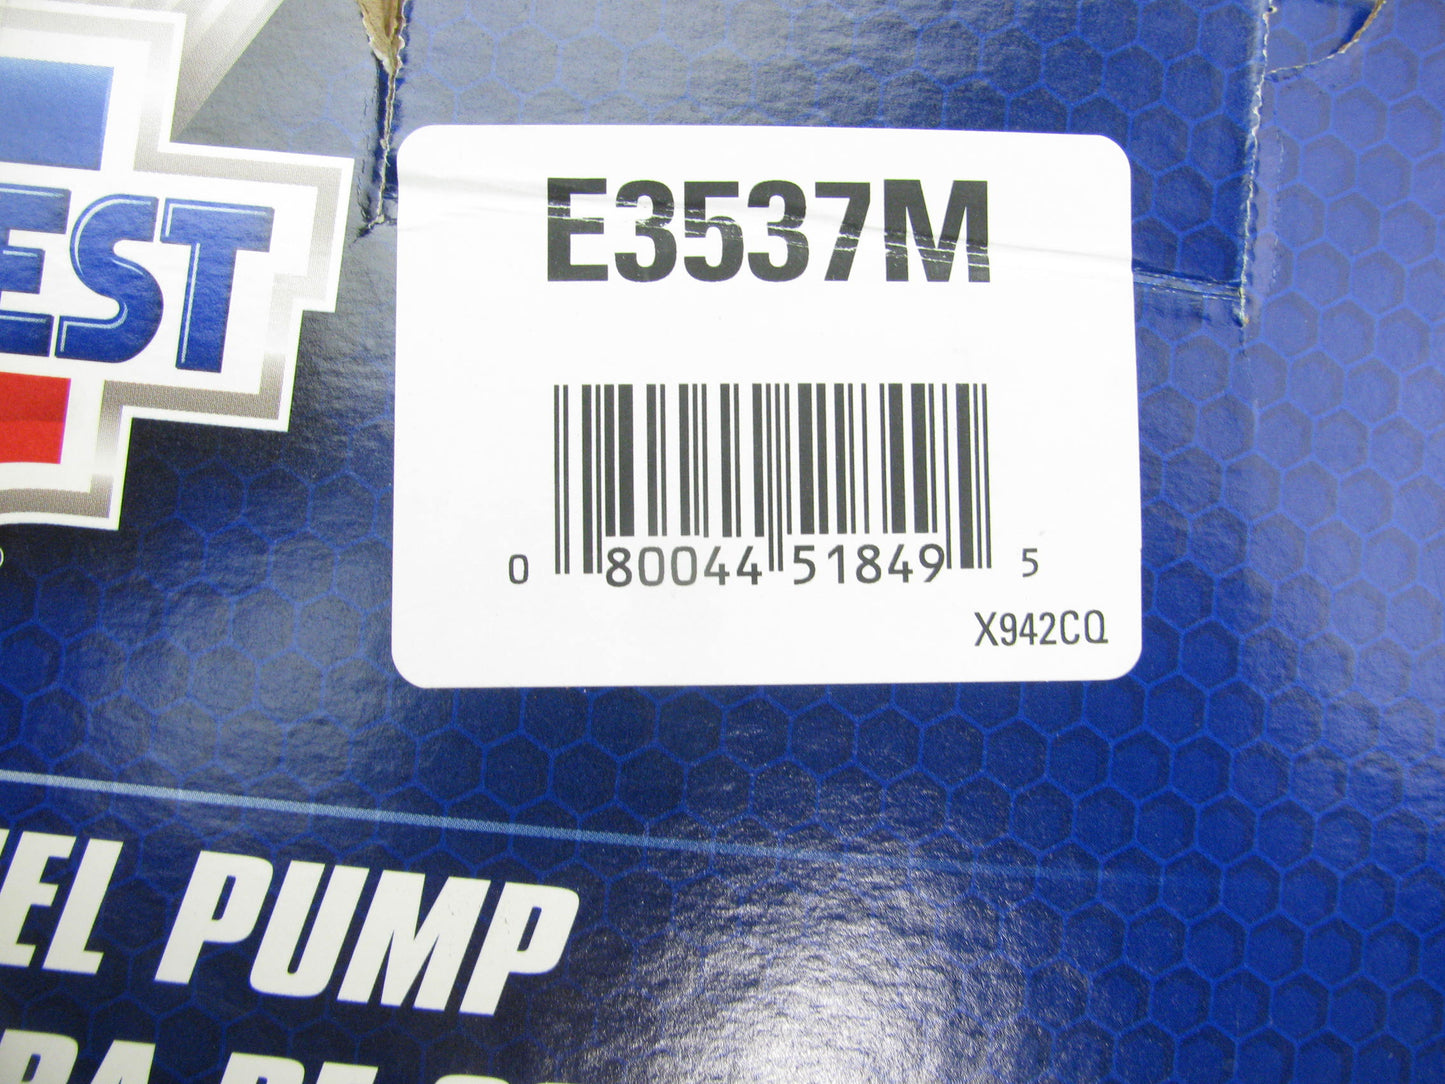 EST
E3537M
0 80044 51849 5
X942CQ
EL PUMP